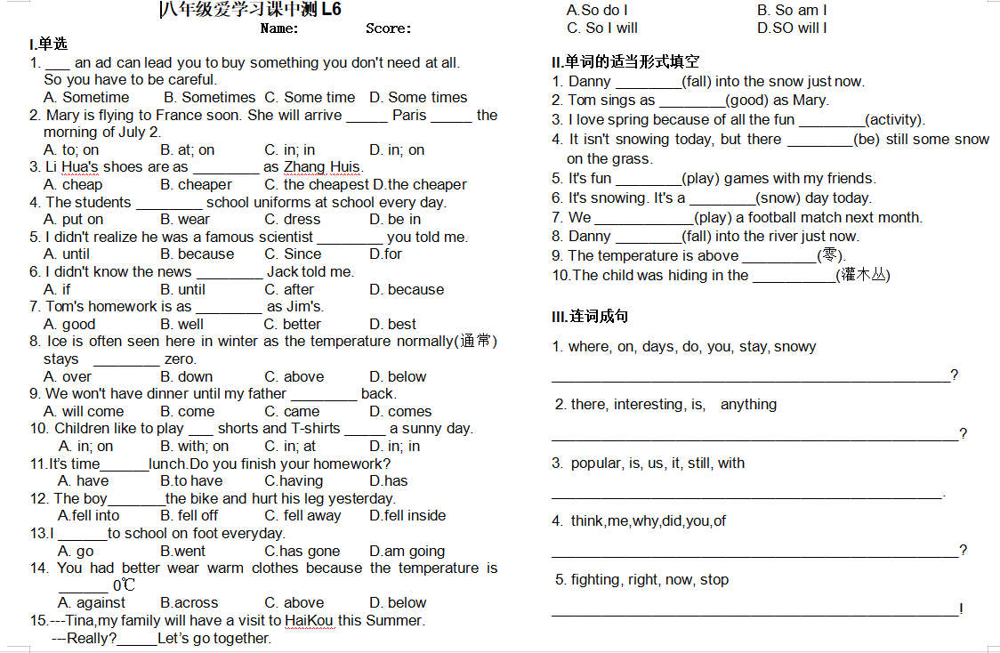 八年级爱学习课中测 L6
Name: Score:
I.单选
1. ___ an ad can lead you to buy something you don't need at all.
So you have to be careful.
A. Sometime B. Sometimes C. Some time D. Some times
2. Mary is flying to France soon. She will arrive _____ Paris _____ the
morning of July 2.
A. to; on B. at; on C. in; in D. in; on
3. Li Hua's shoes are as ________ as Zhang Huis.
A. cheap B. cheaper C. the cheapest D.the cheaper
4. The students ________ school uniforms at school every day.
A. put on B. wear C. dress D. be in
5. I didn't realize he was a famous scientist ________ you told me.
A. until B. because C. Since D.for
6. I didn't know the news ________ Jack told me.
A. if B. until C. after D. because
7. Tom's homework is as ________ as Jim's.
A. good B. well C. better D. best
8. Ice is often seen here in winter as the temperature normally(通常)
stays ________ zero.
A. over B. down C. above D. below
9. We won't have dinner until my father ________ back.
A. will come B. come C. came D. comes
10. Children like to play ___ shorts and T-shirts _____ a sunny day.
A. in; on B. with; on C. in; at D. in; in
11.It’s time______lunch.Do you finish your homework?
A. have B.to have C.having D.has
12. The boy_______the bike and hurt his leg yesterday.
A.fell into B. fell off C. fell away D.fell inside
13.I ______to school on foot everyday.
A. go B.went C.has gone D.am going
14. You had better wear warm clothes because the temperature is
______ 0℃
A. against B.across C. above D. below
15.---Tina,my family will have a visit to HaiKou this Summer.
---Really?_____Let’s go together.
A.So do I B. So am I
C. So I will D.SO will I
II.单词的适当形式填空
1. Danny ________(fall) into the snow just now.
2. Tom sings as ________(good) as Mary.
3. I love spring because of all the fun ________(activity).
4. It isn't snowing today, but there ________(be) still some snow
on the grass.
5. It's fun ________(play) games with my friends.
6. It's snowing. It's a ________(snow) day today.
7. We ____________(play) a football match next month.
8. Danny ________(fall) into the river just now.
9. The temperature is above _________(零).
10.The child was hiding in the __________(灌木丛)
III.连词成句
1. where, on, days, do, you, stay, snowy
________________________________________________?
2. there, interesting, is, anything
_________________________________________________?
3. popular, is, us, it, still, with
_______________________________________________.
4. think,me,why,did,you,of
_________________________________________________?
5. fighting, right, now, stop
_________________________________________________!